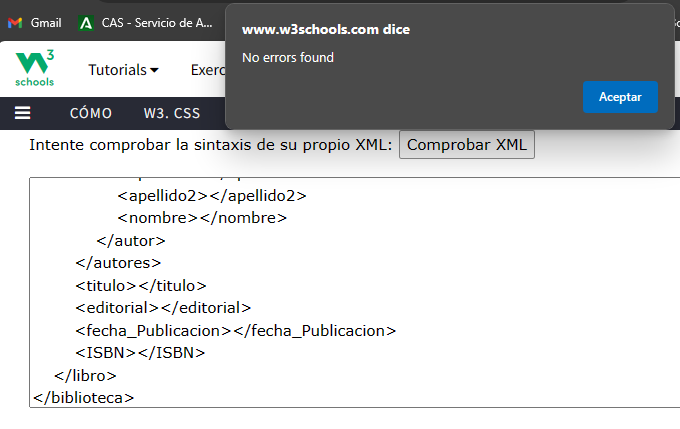 Gmail
CAS - Servicio de A...
www.w3schools.com dice
No errors found
Aceptar
W3
schools
Tutorials
CÓMO
W3. CSS
Intente comprobar la sintaxis de su propio XML: Comprobar XML
<apellido2></apellido2>
<nombre></nombre>
</autor>
</autores>
<titulo></titulo>
<editorial></editorial>
<fecha_Publicacion></fecha_Publicacion>
<ISBN></ISBN>
</libro>
</biblioteca>